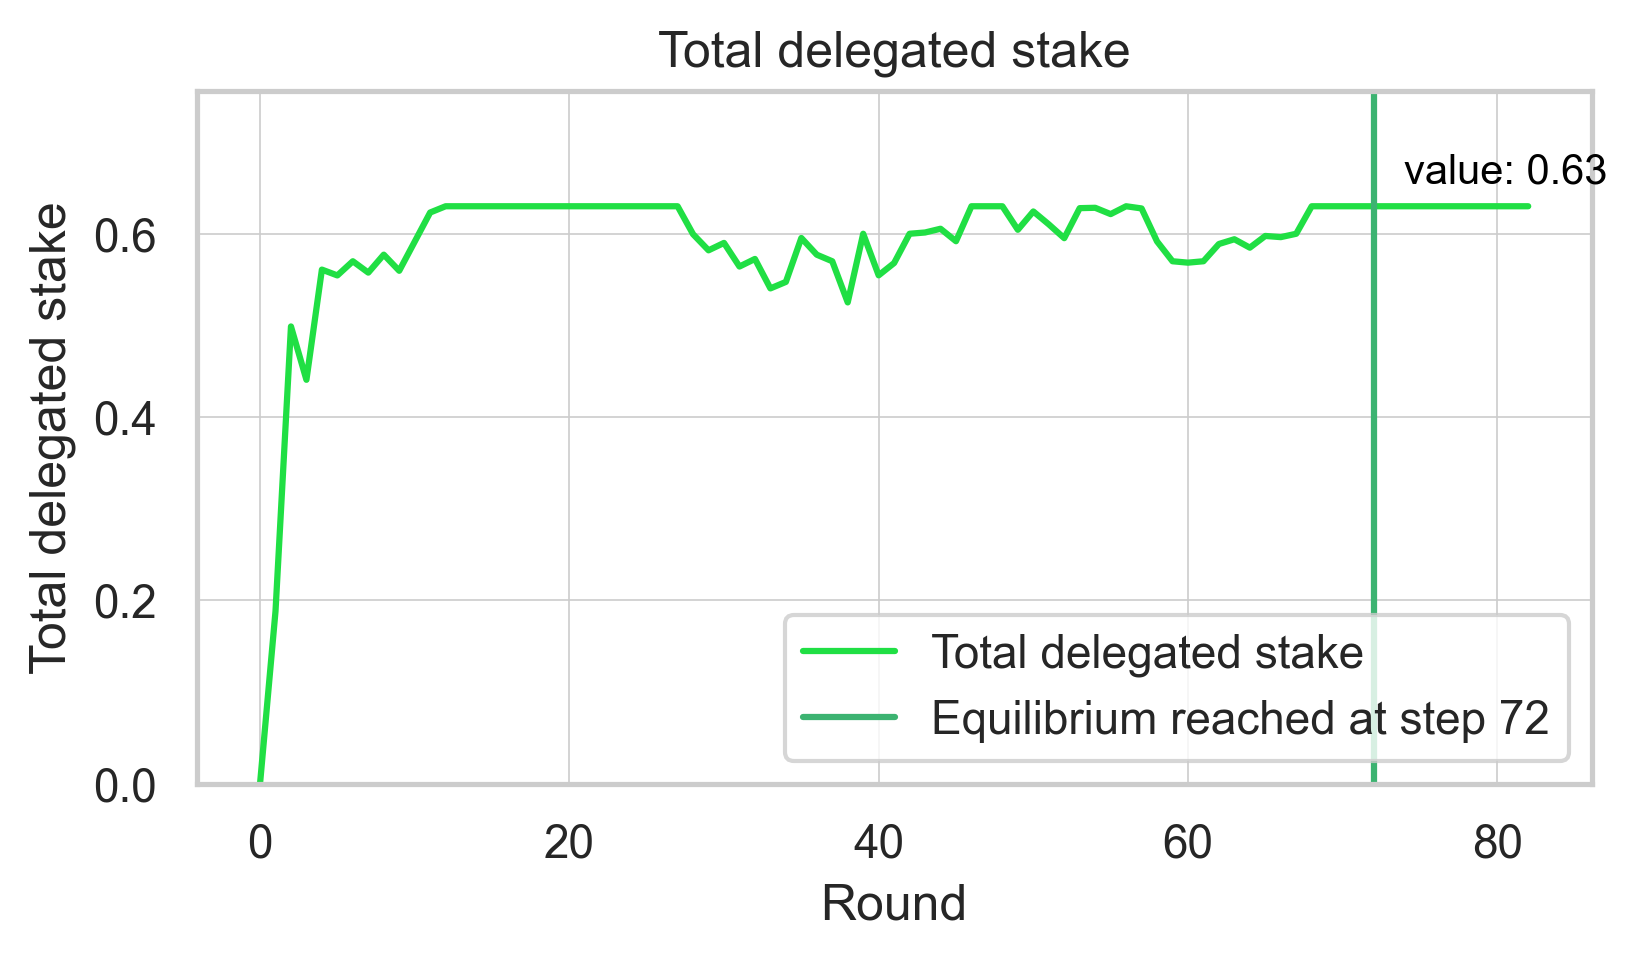 Total delegated stake
Total delegated stake
0.6
0.4
0.2
0.0
value: 0.63
Total delegated stake
Equilibrium reached at step 72
0 20 40 60 80
Round